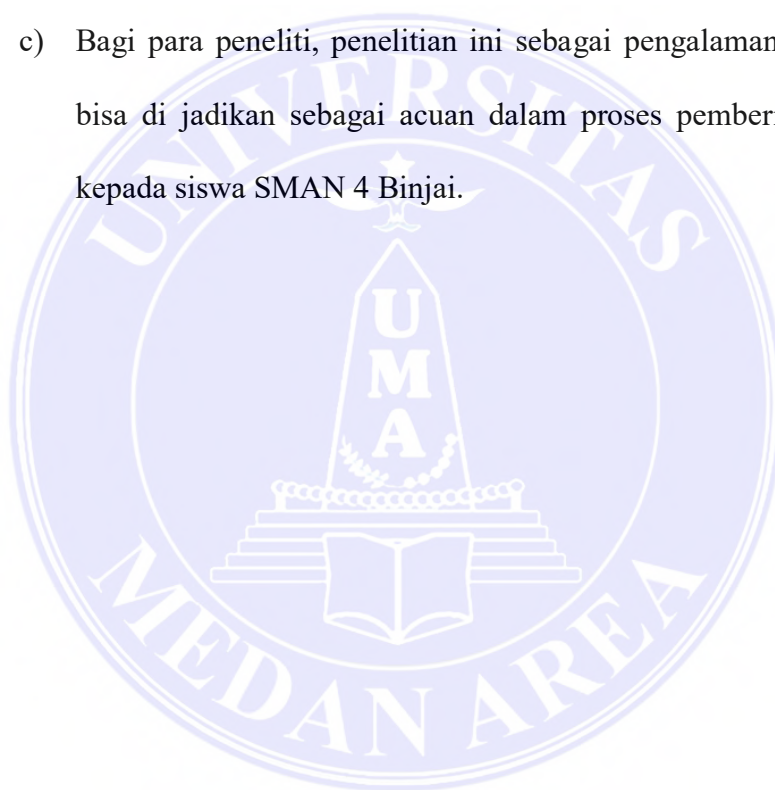 c) Bagi para peneliti, penelitian ini sebagai pengalaman
bisa di jadikan sebagai acuan dalam proses
kepada siswa SMAN 4 Binjai.
UNIVERSITAS
UMA
MEDAN AREA